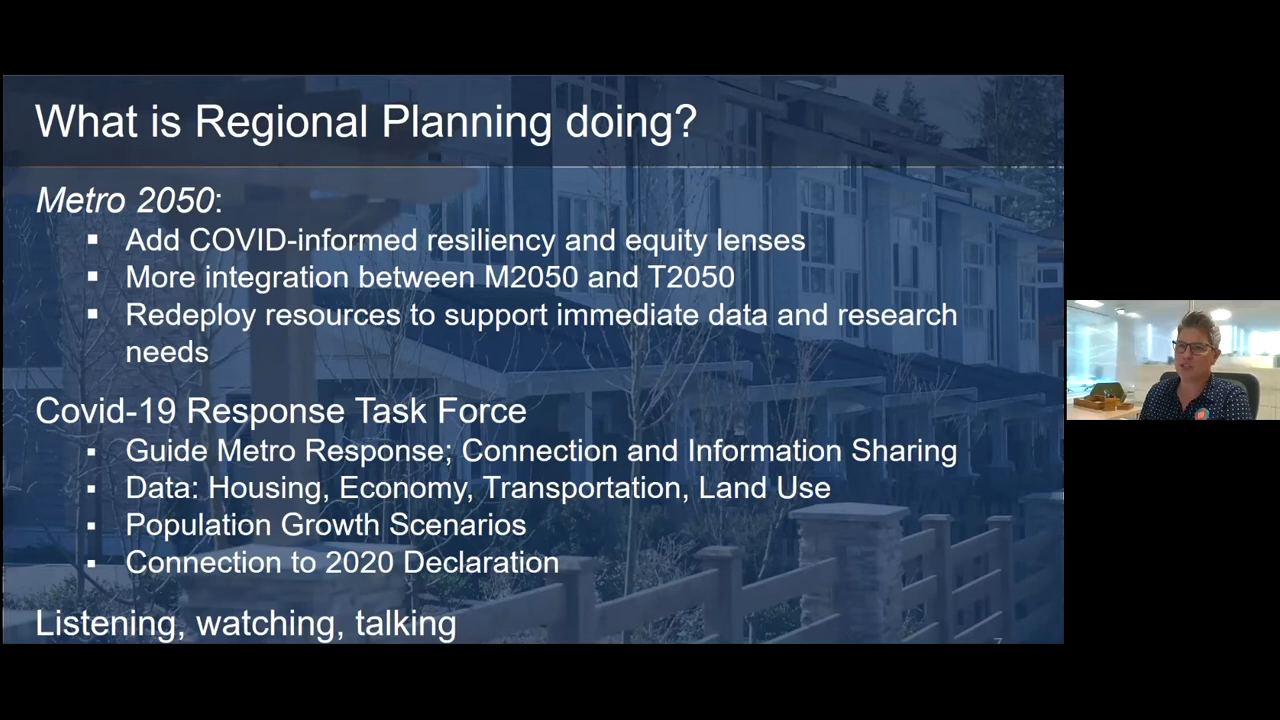 What is Regional Planning doing?
Metro 2050:
▪ Add COVID-informed resiliency and equity lenses
▪ More integration between M2050 and T2050
▪ Redeploy resources to support immediate data and research
needs
Covid-19 Response Task Force
▪ Guide Metro Response; Connection and Information Sharing
▪ Data: Housing, Economy, Transportation, Land Use
▪ Population Growth Scenarios
▪ Connection to 2020 Declaration
Listening, watching, talking
7